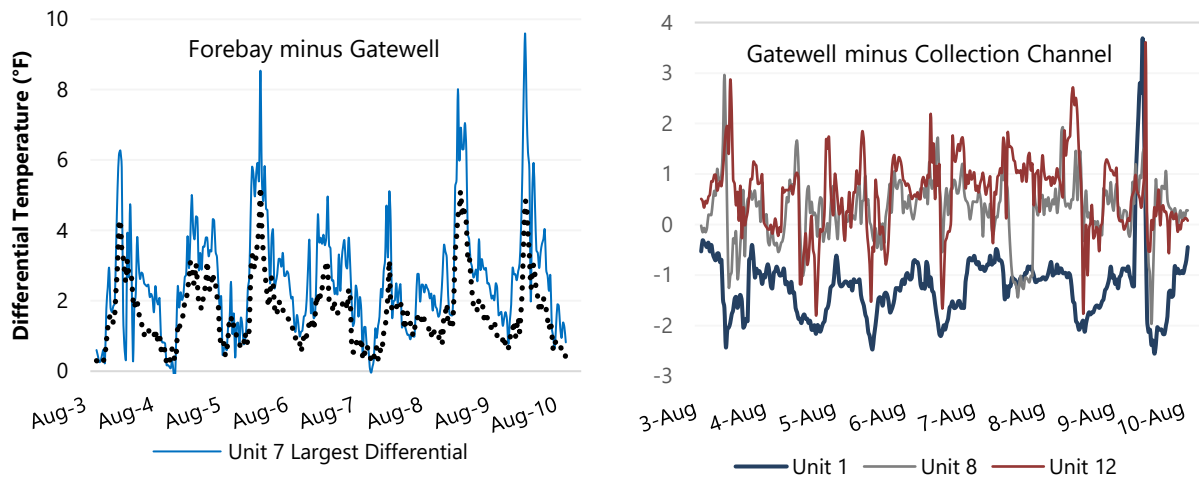 Forebay minus Gatewell
Differential Temperature (°F)
10
8
6
4
2
0
Aug-3
Aug-4
Aug-5
Aug-6
Aug-7
Aug-8
Aug-9
Aug-10
Unit 7 Largest Differential
Gatewell minus Collection Channel
4
3
2
1
0
-1
-2
-3
3-Aug
4-Aug
5-Aug
6-Aug
7-Aug
8-Aug
9-Aug
10-Aug
Unit 1
Unit 8
Unit 12